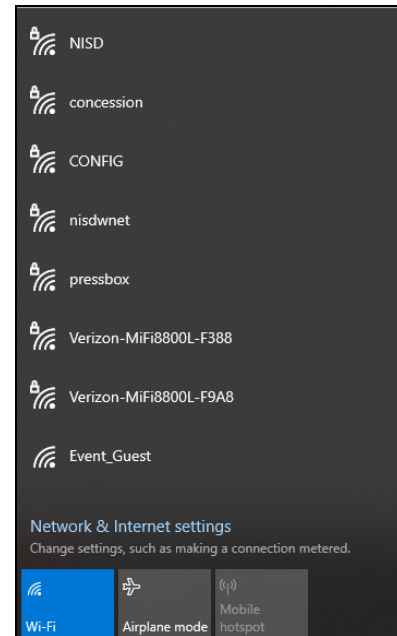 NISD
concession
CONFIG
nisdwnet
pressbox
Verizon-MiFi8800L-F388
Verizon-MiFi8800L-F9A8
Event_Guest
Network & Internet settings
Change settings, such as making a connection metered.
Wi-Fi
Airplane mode
Mobile
hotspot